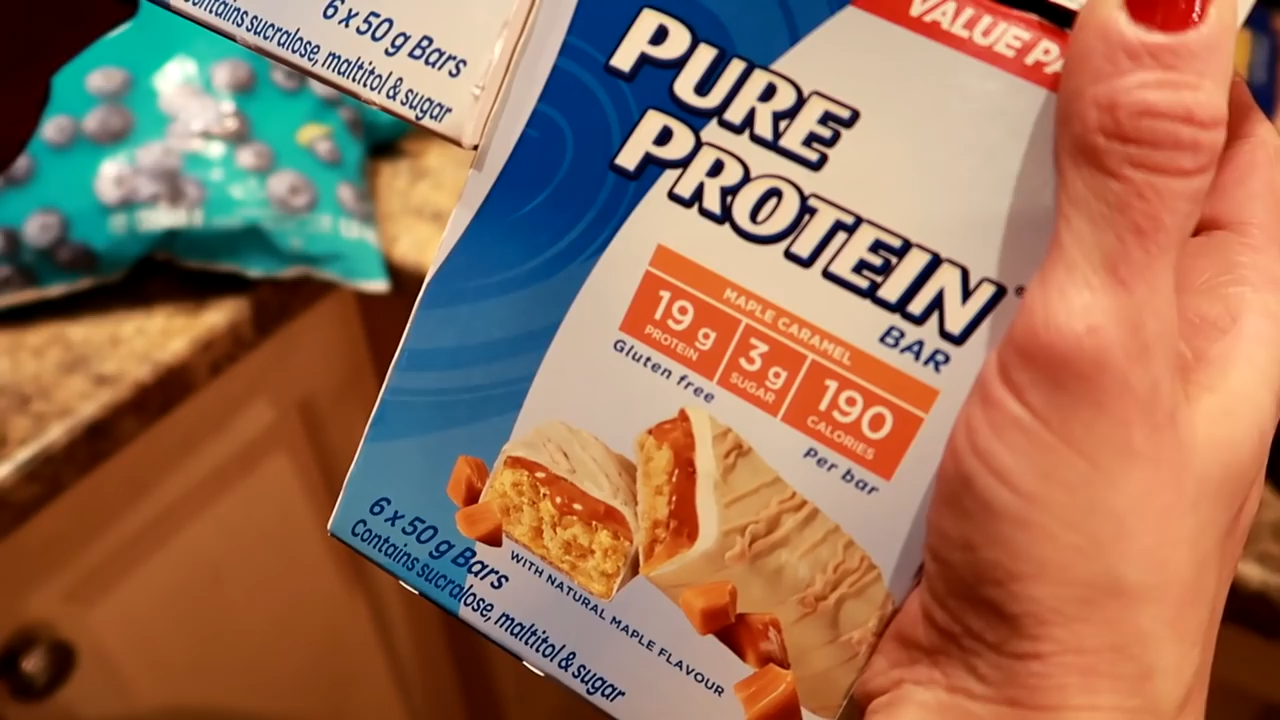 6 x 50 g Bars
Contains sucralose, maltitol & sugar
VALUE
PURE
PROTEIN
BAR
MAPLE CARAMEL
19 g
PROTEIN
3 g
SUGAR
190
CALORIES
Gluten free
Per bar
6 x 50 g Bars
Contains sucralose, maltitol & sugar
WITH NATURAL MAPLE FLAVOUR